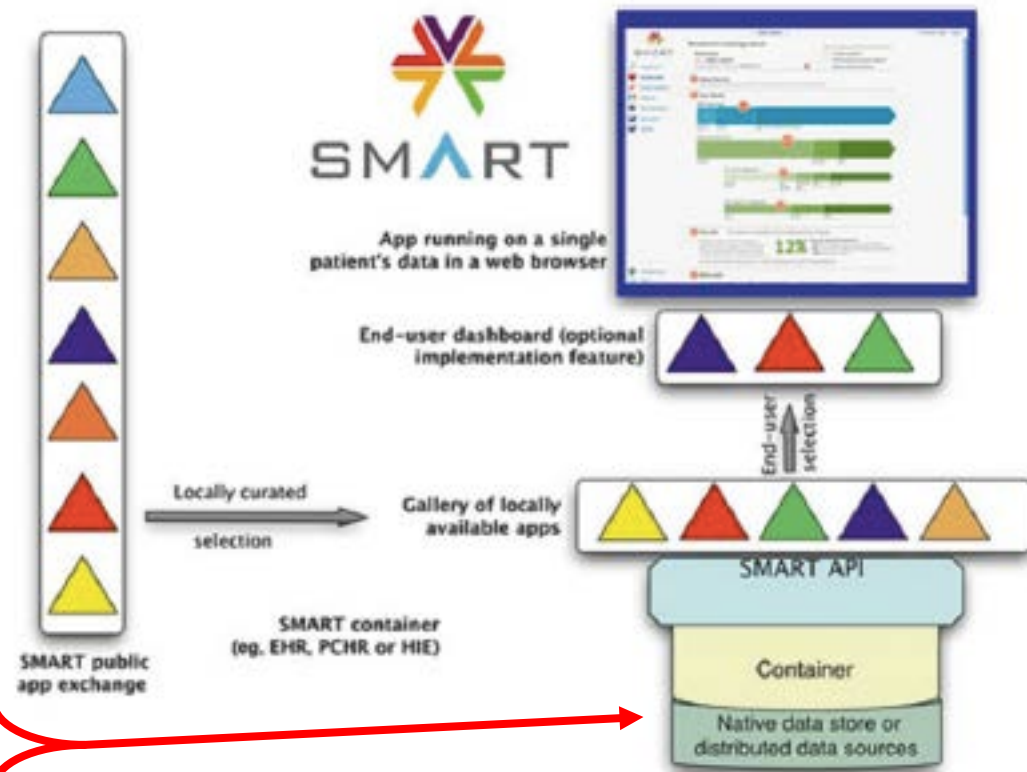 SMART
App running on a single
patient's data in a web browser
SMART
12%
End-user dashboard (optional
implementation feature)
End-user
selection
Locally curated
selection
Gallery of locally
available apps
SMART API
SMART container
(eg, EHR, PCHR or HIE)
Container
SMART public
app exchange
Native data store or
distributed data sources